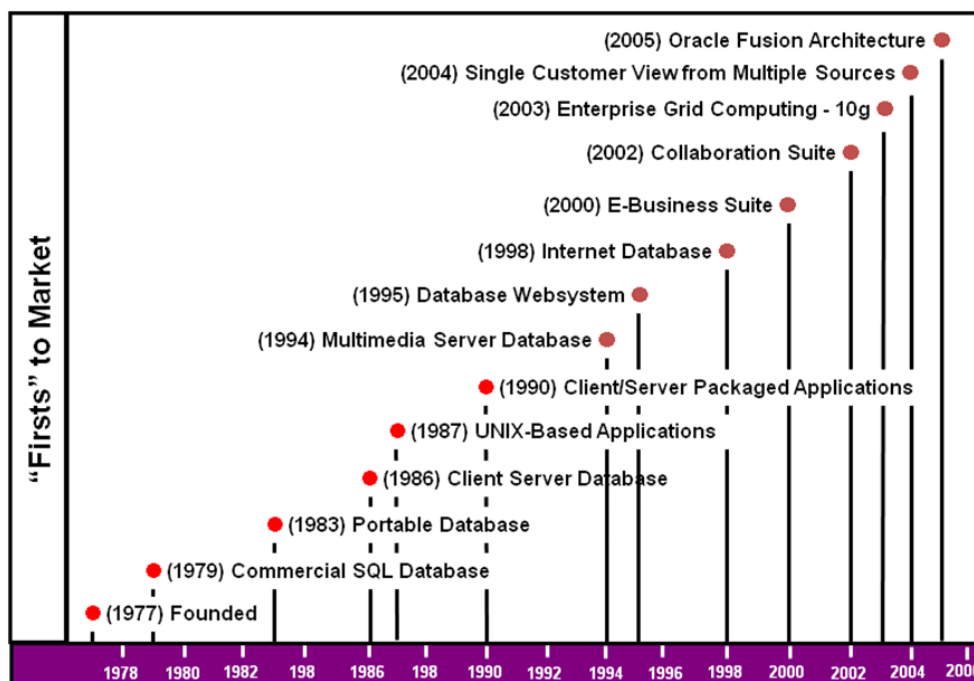 (2005) Oracle Fusion Architecture
(2004) Single Customer View from Multiple Sources
(2003) Enterprise Grid Computing - 10g
(2002) Collaboration Suite
(2000) E-Business Suite
(1998) Internet Database
(1995) Database Websystem
(1994) Multimedia Server Database
(1990) Client/Server Packaged Applications
(1987) UNIX-Based Applications
(1986) Client Server Database
(1983) Portable Database
(1979) Commercial SQL Database
(1977) Founded
“Firsts” to Market
1978 1980 1982 198 1986 198 1990 1992 1994 1996 1998 2000 2002 2004 200